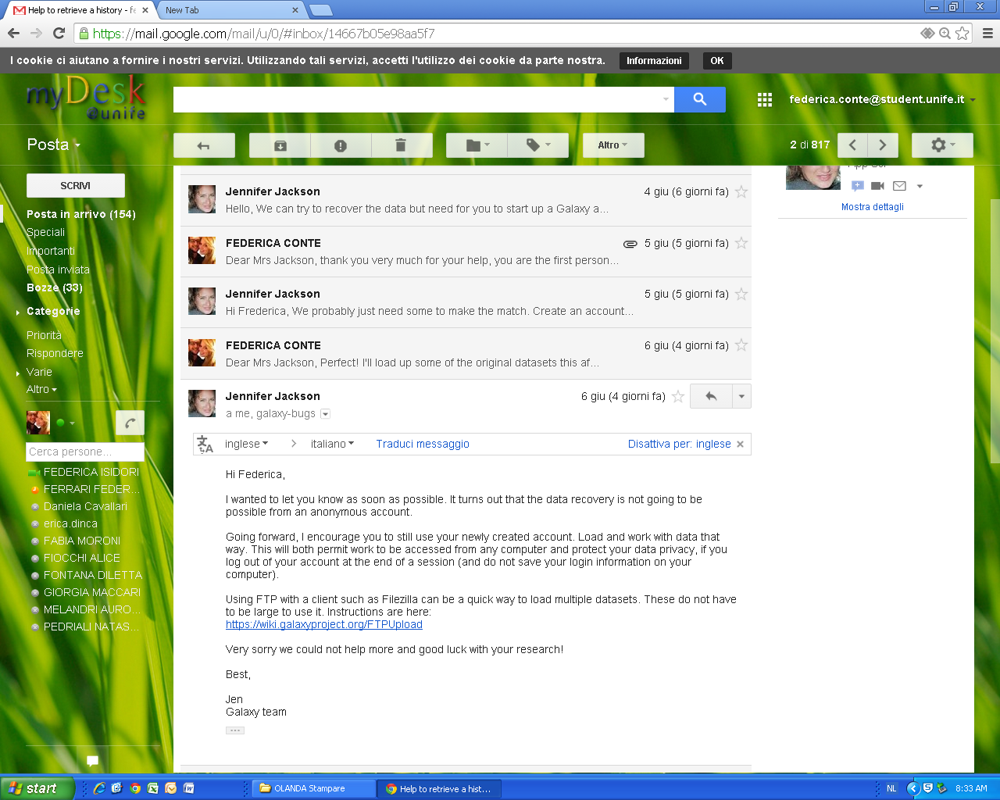 Help to retrieve a history - fe
New Tab
https://mail.google.com/mail/u/0/#inbox/14667b05e98aa5f7
I cookie ci aiutano a fornire i nostri servizi. Utilizzando tali servizi, accetti l'utilizzo dei cookie da parte nostra.
Informazioni
OK
myDesk
@unife
federica.conte@student.unife.it
Posta
Altro
2 di 817
SCRIVI
Posta in arrivo (154)
Speciali
Importanti
Posta inviata
Bozze (33)
Categorie
Priorità
Rispondere
Varie
Altro
Cerca persone...
FEDERICA ISIDORI
FERRARI FEDER...
Daniela Cavallari
erica.dinca
FABIA MORONI
FIOCCHI ALICE
FONTANA DILETTA
GIORGIA MACCARI
MELANDRI AURO...
PEDRIALI NATAS...
Jennifer Jackson
4 giu (6 giorni fa)
Hello, We can try to recover the data but need for you to start up a Galaxy a...
FEDERICA CONTE
5 giu (5 giorni fa)
Dear Mrs Jackson, thank you very much for your help, you are the first person...
Jennifer Jackson
5 giu (5 giorni fa)
Hi Frederica, We probably just need some to make the match. Create an account...
FEDERICA CONTE
6 giu (4 giorni fa)
Dear Mrs Jackson, Perfect! I'll load up some of the original datasets this af...
Jennifer Jackson
6 giu (4 giorni fa)
a me, galaxy-bugs
inglese
italiano
Traduci messaggio
Disattiva per: inglese
Hi Federica,
I wanted to let you know as soon as possible. It turns out that the data recovery is not going to be
possible from an anonymous account.
Going forward, I encourage you to still use your newly created account. Load and work with data that
way. This will both permit work to be accessed from any computer and protect your data privacy, if you
log out of your account at the end of a session (and do not save your login information on your
computer).
Using FTP with a client such as Filezilla can be a quick way to load multiple datasets. These do not have
to be large to use it. Instructions are here:
https://wiki.galaxyproject.org/FTPUpload
Very sorry we could not help more and good luck with your research!
Best,
Jen
Galaxy team
Mostra dettagli
start
OLANDA Stampare
Help to retrieve a hist...
NL
8:33 AM